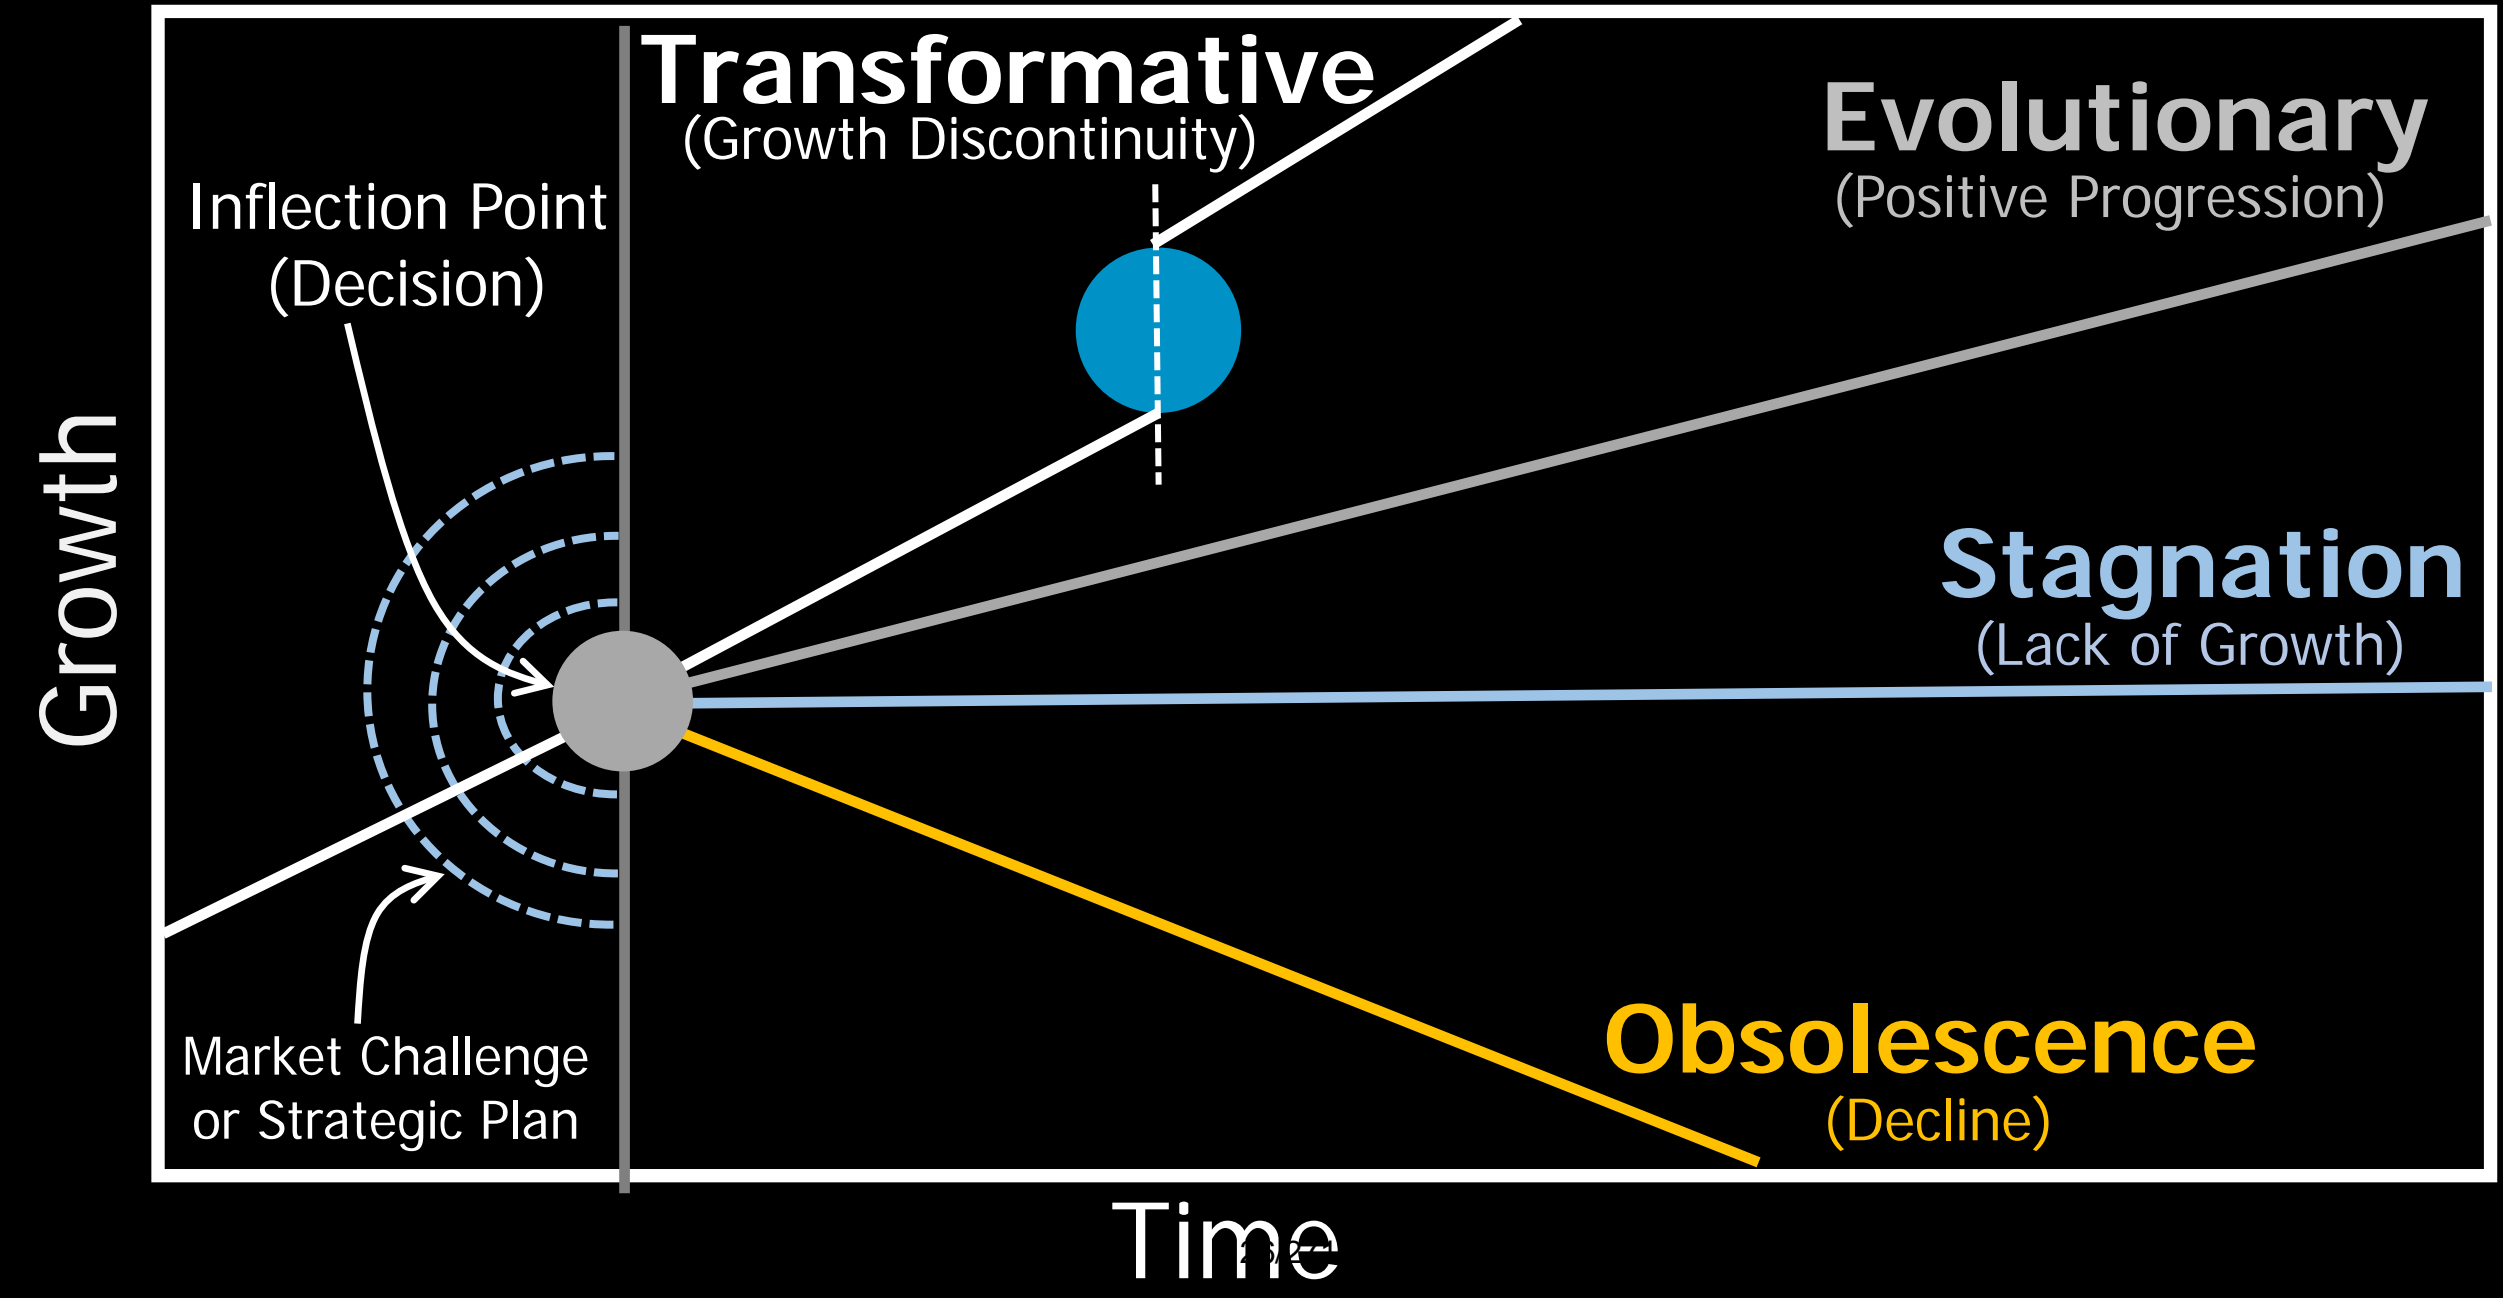 Transformative
(Growth Discontinuity)
Evolutionary
(Positive Progression)
Inflection Point
(Decision)
Growth
Stagnation
(Lack of Growth)
Obsolescence
(Decline)
Market Challenge
or Strategic Plan
Time